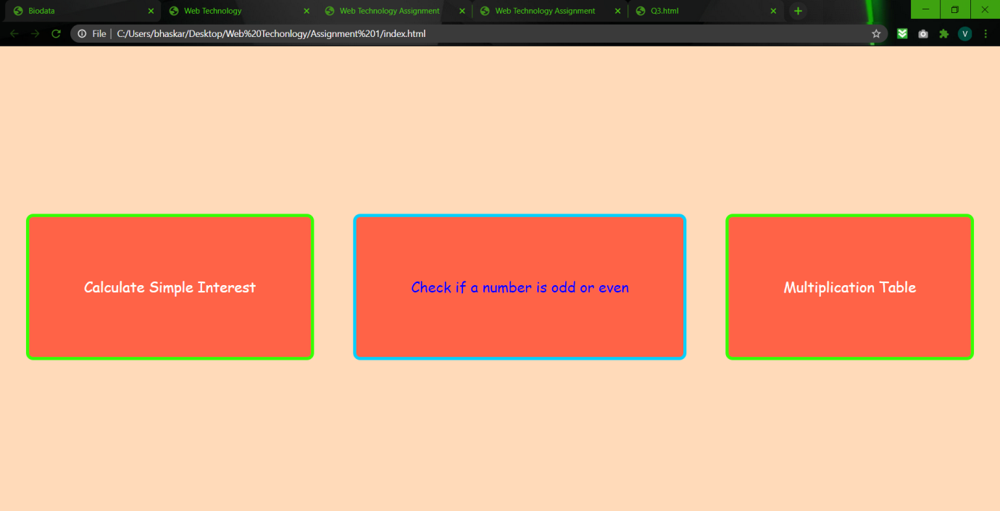 Biodata
Web Technology
Web Technology Assignment
Web Technology Assignment
Q3.html
File | C:/Users/bhaskar/Desktop/Web%20Techonlogy/Assignment%201/index.html
V
Calculate Simple Interest
Check if a number is odd or even
Multiplication Table